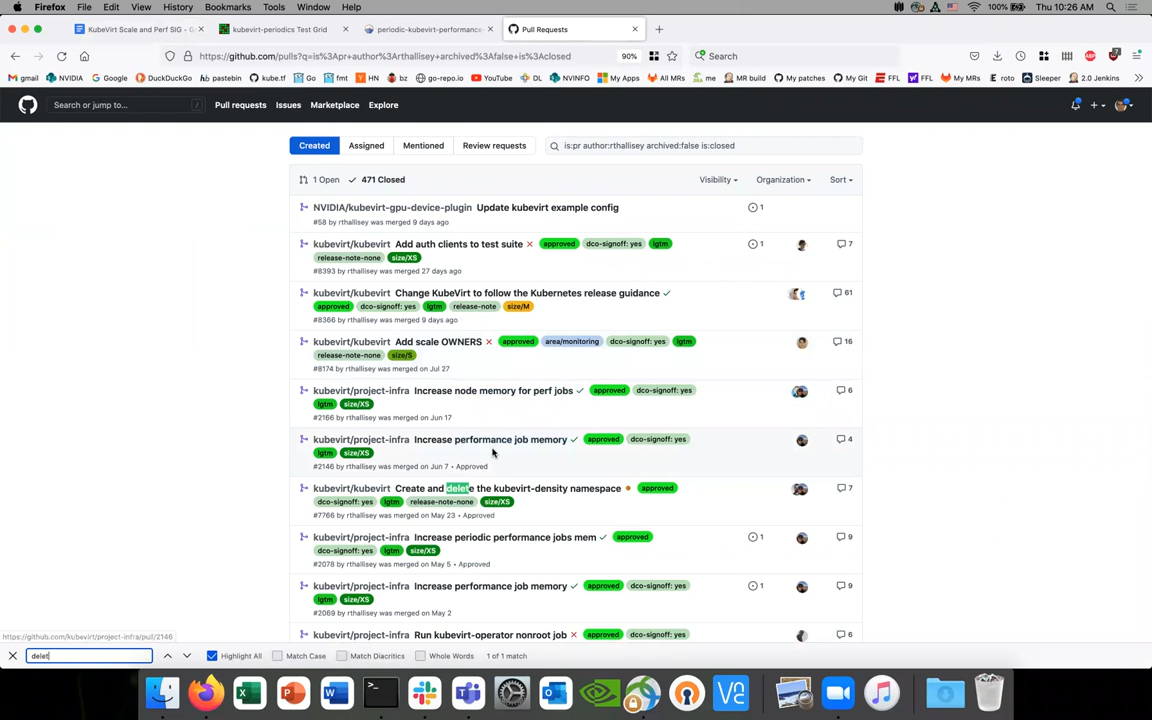 Firefox File Edit View History Bookmarks Tools Window Help 100% Thu 10:26 AM
KubeVirt Scale and Perf SIG - G kubevirt-periodics Test Grid periodic-kubevirt-performance- Pull Requests
https://github.com/pulls?q=is%3Apr+author%3Arthallisey+archived%3Afalse+is%3Aclosed 90% Search
gmail NVIDIA Google DuckDuckGo pastebin kube.tf Go fmt HN bz go-repo.io YouTube DL NVINFO My Apps All MRs me MR build My patches My Git FFL FFL My MRs roto Sleeper 2.0 Jenkins
Search or jump to... / Pull requests Issues Marketplace Explore
Created Assigned Mentioned Review requests is:pr author:rthallisey archived:false is:closed
1 Open 471 Closed Visibility Organization Sort
NVIDIA/kubevirt-gpu-device-plugin Update kubevirt example config 1
#58 by rthallisey was merged 9 days ago
kubevirt/kubevirt Add auth clients to test suite approved dco-signoff: yes lgtm 1 7
release-note-none size/XS
#8393 by rthallisey was merged 27 days ago
kubevirt/kubevirt Change KubeVirt to follow the Kubernetes release guidance 61
approved dco-signoff: yes lgtm release-note size/M
#8366 by rthallisey was merged 9 days ago
kubevirt/kubevirt Add scale OWNERS approved area/monitoring dco-signoff: yes lgtm 16
release-note-none size/S
#8174 by rthallisey was merged on Jul 27
kubevirt/project-infra Increase node memory for perf jobs approved dco-signoff: yes 6
lgtm size/XS
#2166 by rthallisey was merged on Jun 17
kubevirt/project-infra Increase performance job memory approved dco-signoff: yes 4
lgtm size/XS
#2146 by rthallisey was merged on Jun 7 • Approved
kubevirt/kubevirt Create and delete the kubevirt-density namespace approved 7
dco-signoff: yes lgtm release-note-none size/XS
#7766 by rthallisey was merged on May 23 • Approved
kubevirt/project-infra Increase periodic performance jobs mem approved 1 9
dco-signoff: yes lgtm size/XS
#2078 by rthallisey was merged on May 5 • Approved
kubevirt/project-infra Increase performance job memory approved dco-signoff: yes 1 9
lgtm size/XS
#2069 by rthallisey was merged on May 2
kubevirt/project-infra Run kubevirt-operator nonroot job approved dco-signoff: yes 6
https://github.com/kubevirt/project-infra/pull/2146
delet Highlight All Match Case Match Diacritics Whole Words 1 of 1 match